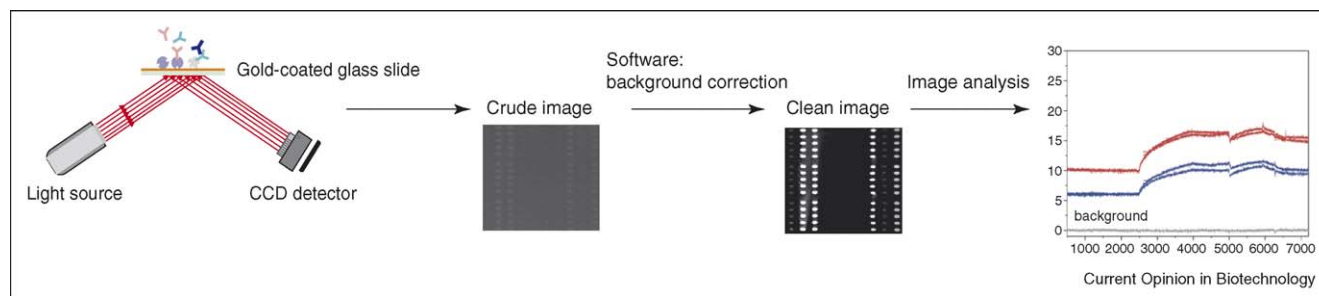 Gold-coated glass slide
Light source
CCD detector
Crude image
Software:
background correction
Clean image
Image analysis
30
25
20
15
10
5
0
background
1000 2000 3000 4000 5000 6000 7000
Current Opinion in Biotechnology